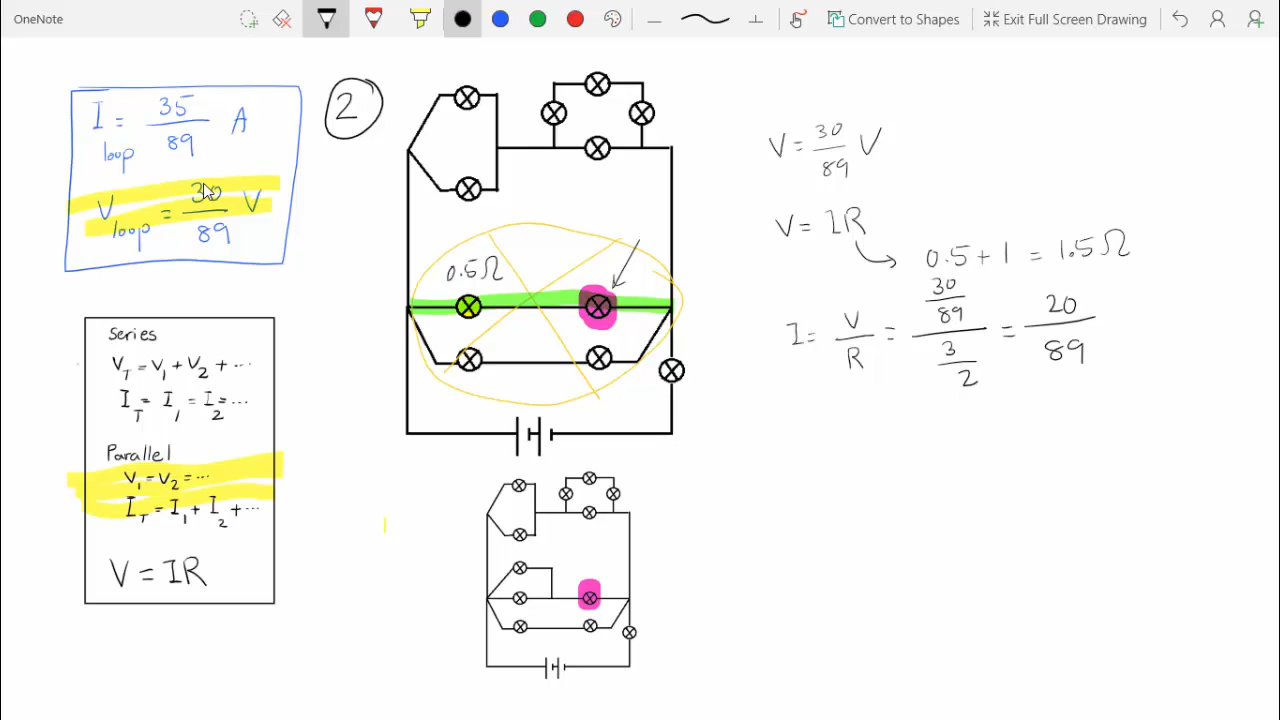 OneNote
Convert to Shapes
Exit Full Screen Drawing
I loop = 35/89 A
V loop = 30/89 V
2
Series
V_T = V_1 + V_2 + ...
I_T = I_1 = I_2 = ...
Parallel
V_1 = V_2 = ...
I_T = I_1 + I_2 + ...
V = IR
0.5Ω
V = 30/89 V
V = IR
0.5 + 1 = 1.5Ω
I = V/R = (30/89)/(3/2) = 20/89